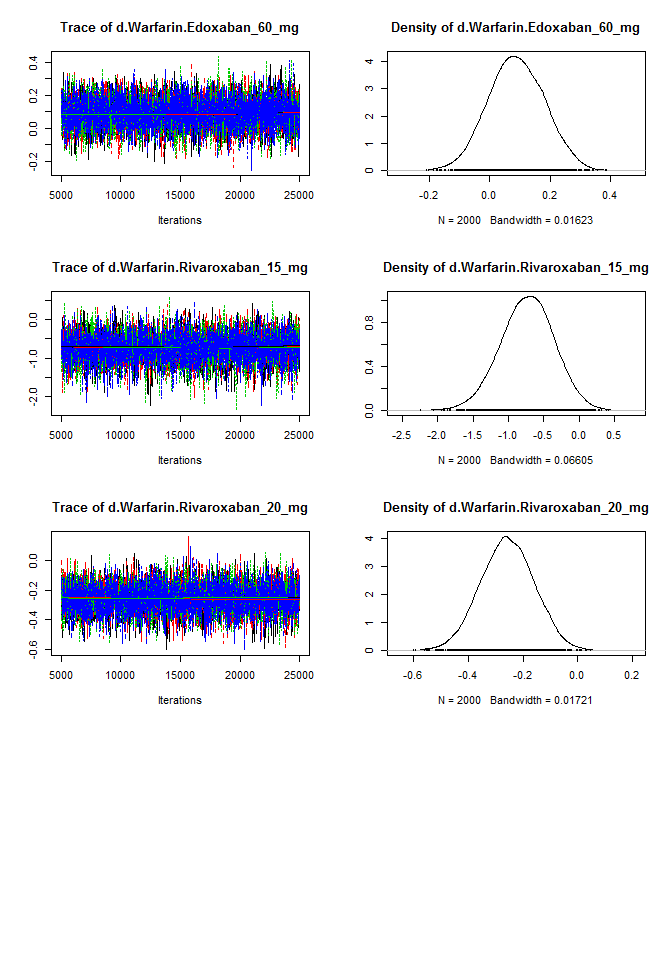 Trace of d.Warfarin.Edoxaban_60_mg
0.4
0.2
0.0
-0.2
5000 10000 15000 20000 25000
Iterations
Density of d.Warfarin.Edoxaban_60_mg
4
3
2
1
0
-0.2 0.0 0.2 0.4
N = 2000 Bandwidth = 0.01623
Trace of d.Warfarin.Rivaroxaban_15_mg
0.0
-1.0
-2.0
5000 10000 15000 20000 25000
Iterations
Density of d.Warfarin.Rivaroxaban_15_mg
0.8
0.4
0.0
-2.5 -2.0 -1.5 -1.0 -0.5 0.0 0.5
N = 2000 Bandwidth = 0.06605
Trace of d.Warfarin.Rivaroxaban_20_mg
0.0
-0.2
-0.4
-0.6
5000 10000 15000 20000 25000
Iterations
Density of d.Warfarin.Rivaroxaban_20_mg
4
3
2
1
0
-0.6 -0.4 -0.2 0.0 0.2
N = 2000 Bandwidth = 0.01721